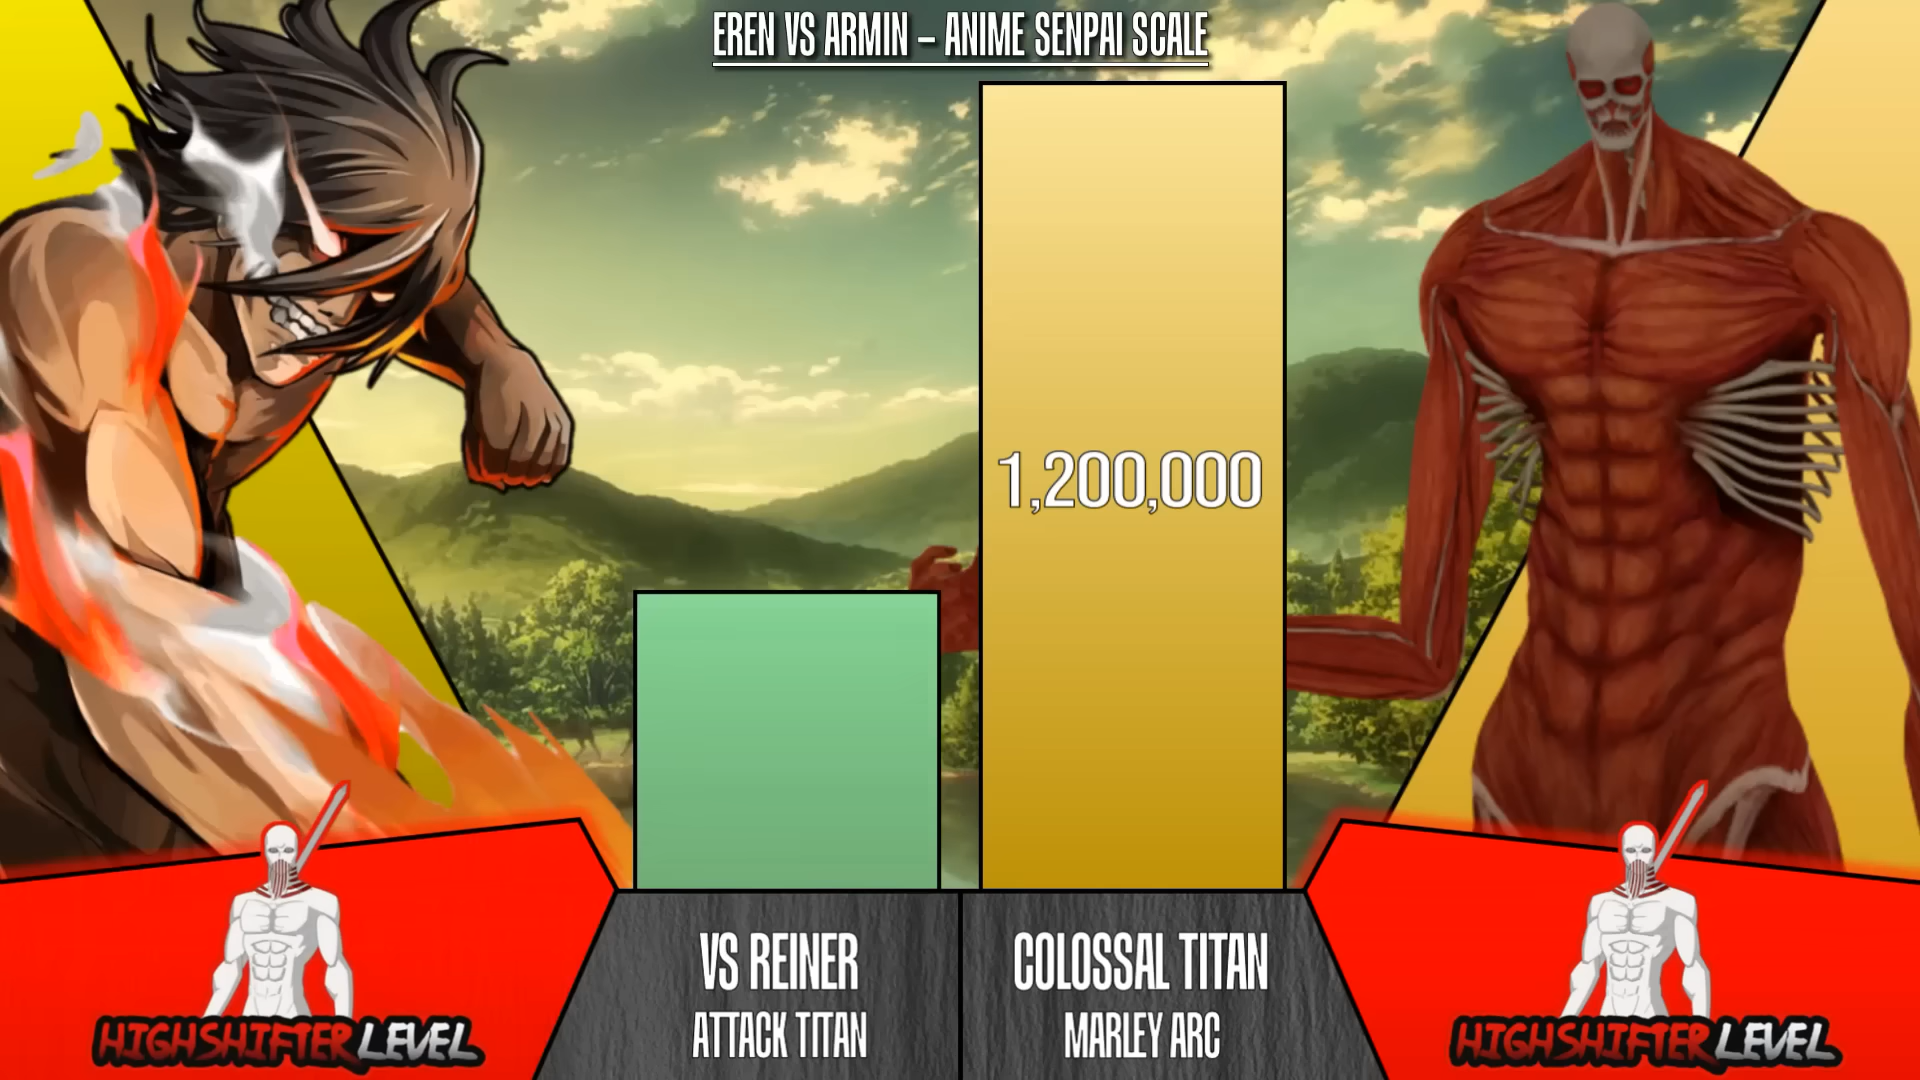 EREN VS ARMIN – ANIME SENPAI SCALE
1,200,000
VS REINER
ATTACK TITAN
COLOSSAL TITAN
MARLEY ARC
HIGHSHIFTER LEVEL
HIGHSHIFTER LEVEL